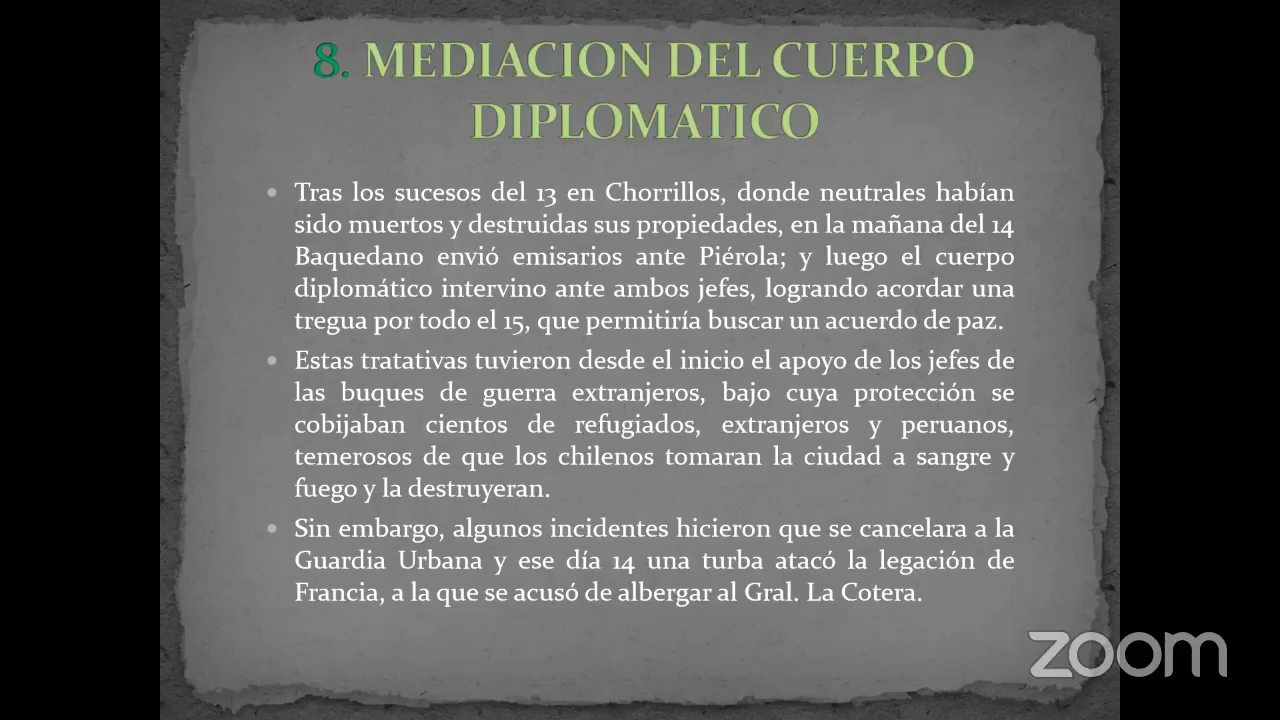 8. MEDIACION DEL CUERPO
DIPLOMATICO
• Tras los sucesos del 13 en Chorrillos, donde neutrales habían
sido muertos y destruidas sus propiedades, en la mañana del 14
Baquedano envió emisarios ante Piérola; y luego el cuerpo
diplomático intervino ante ambos jefes, logrando acordar una
tregua por todo el 15, que permitiría buscar un acuerdo de paz.
• Estas tratativas tuvieron desde el inicio el apoyo de los jefes de
las buques de guerra extranjeros, bajo cuya protección se
cobijaban cientos de refugiados, extranjeros y peruanos,
temerosos de que los chilenos tomaran la ciudad a sangre y
fuego y la destruyeran.
• Sin embargo, algunos incidentes hicieron que se cancelara a la
Guardia Urbana y ese día 14 una turba atacó la legación de
Francia, a la que se acusó de albergar al Gral. La Cotera.
zoom